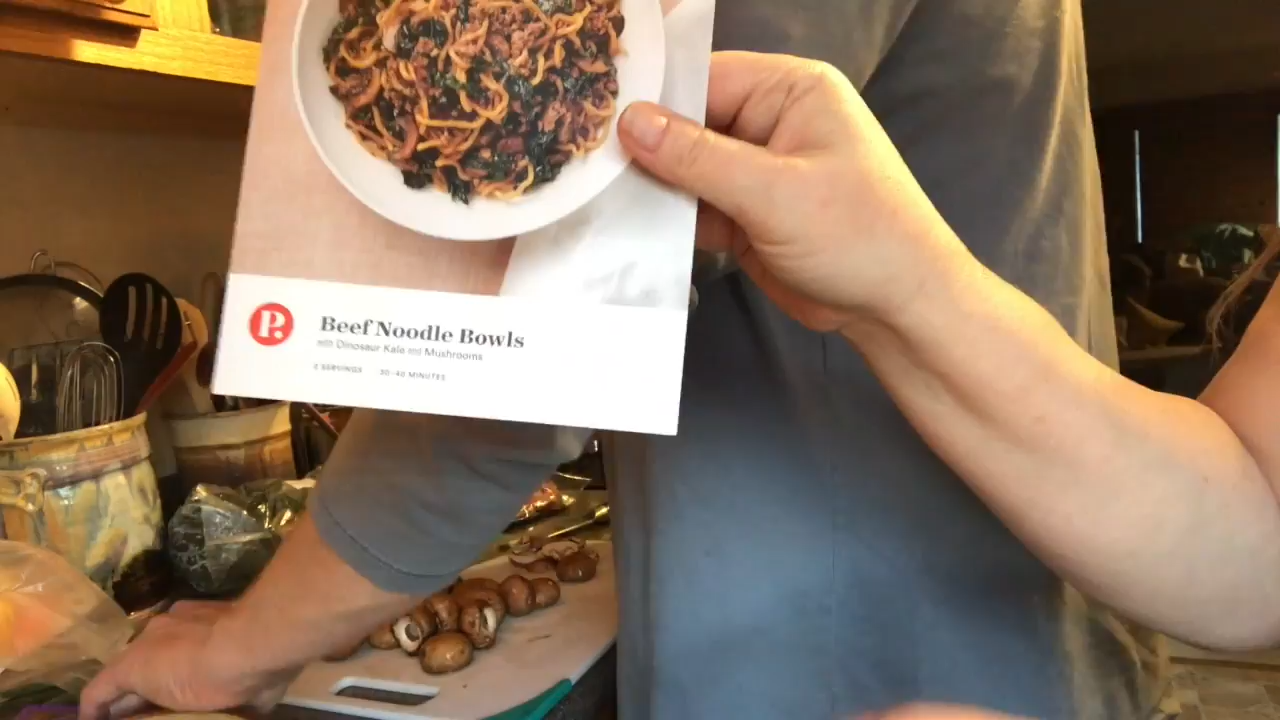 P.
Beef Noodle Bowls
with Dinosaur Kale and Mushrooms
2 SERVINGS 30-40 MINUTES